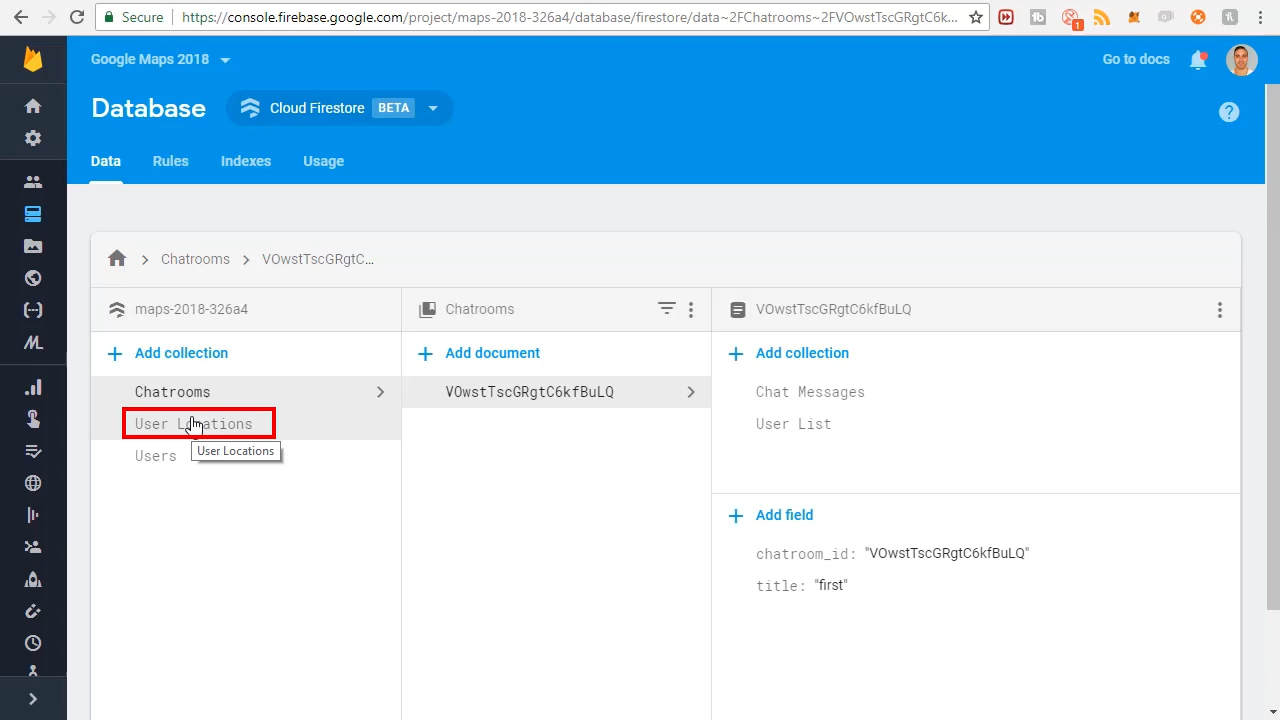 Secure
https://console.firebase.google.com/project/maps-2018-326a4/database/firestore/data~2FChatrooms~2FVOwstTscGRgtC6k...
1
Google Maps 2018
Go to docs
Database
Cloud Firestore BETA
Data Rules Indexes Usage
Chatrooms
VOwstTscGRgtC...
maps-2018-326a4
Chatrooms
VOwstTscGRgtC6kfBuLQ
Add collection
Add document
Add collection
Chatrooms
VOwstTscGRgtC6kfBuLQ
Chat Messages
User Locations
User List
Users
User Locations
Add field
chatroom_id: "VOwstTscGRgtC6kfBuLQ"
title: "first"